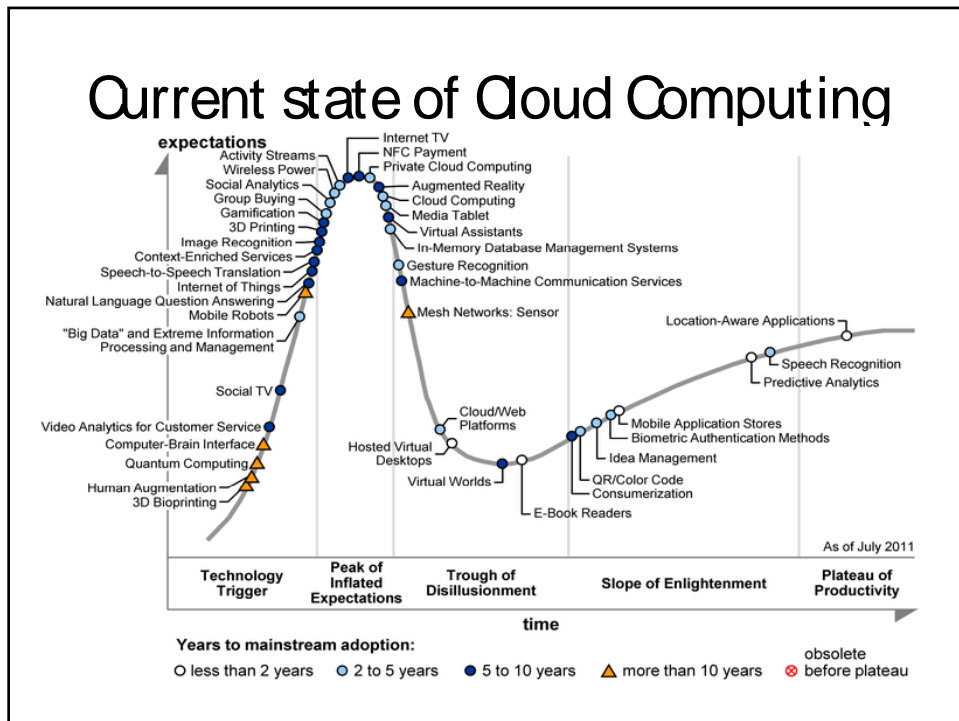 Current state of Cloud Computing
expectations
Internet TV
NFC Payment
Private Cloud Computing
Augmented Reality
Cloud Computing
Media Tablet
Virtual Assistants
In-Memory Database Management Systems
Gesture Recognition
Machine-to-Machine Communication Services
Mesh Networks: Sensor
Activity Streams
Wireless Power
Social Analytics
Group Buying
Gamification
3D Printing
Image Recognition
Context-Enriched Services
Speech-to-Speech Translation
Internet of Things
Natural Language Question Answering
Mobile Robots
"Big Data" and Extreme Information
Processing and Management
Social TV
Video Analytics for Customer Service
Computer-Brain Interface
Quantum Computing
Human Augmentation
3D Bioprinting
Cloud/Web
Platforms
Hosted Virtual
Desktops
Virtual Worlds
E-Book Readers
Location-Aware Applications
Speech Recognition
Predictive Analytics
Mobile Application Stores
Biometric Authentication Methods
Idea Management
QR/Color Code
Consumerization
As of July 2011
Technology
Trigger
Peak of
Inflated
Expectations
Trough of
Disillusionment
Slope of Enlightenment
Plateau of
Productivity
time
Years to mainstream adoption:
less than 2 years
2 to 5 years
5 to 10 years
more than 10 years
obsolete
before plateau